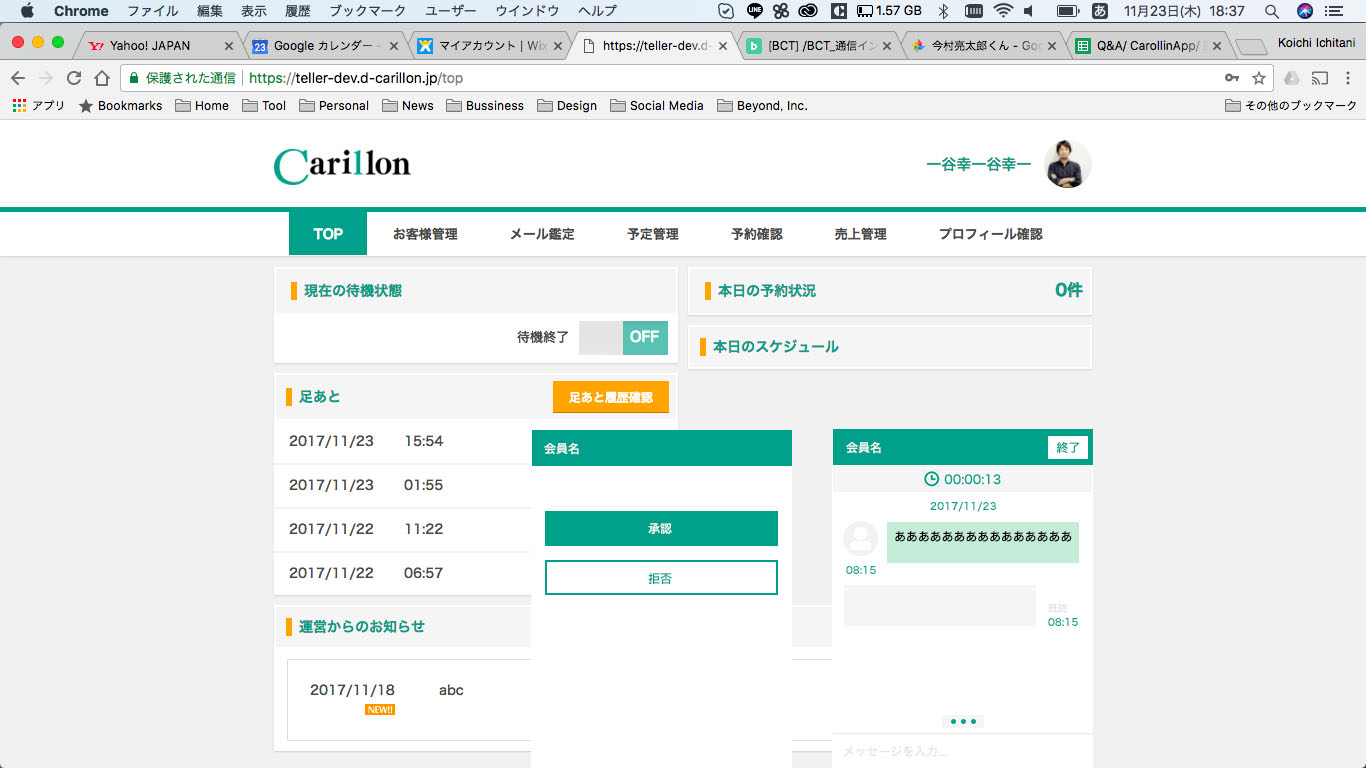 Chrome ファイル 編集 表示 履歴 ブックマーク ユーザー ウインドウ ヘルプ LINE 1.57 GB あ 11月23日(木) 18:37
Yahoo! JAPAN
23 Google カレンダー -
マイアカウント | Wix
https://teller-dev.d-
[BCT] /BCT_通信イン
今村亮太郎くん - Goo
Q&A/ CarollinApp/
Koichi Ichitani
保護された通信 https://teller-dev.d-carillon.jp/top
アプリ Bookmarks Home Tool Personal News Bussiness Design Social Media Beyond, Inc. その他のブックマーク
Carillon
一谷幸一谷幸一
TOP お客様管理 メール鑑定 予定管理 予約確認 売上管理 プロフィール確認
現在の待機状態
待機終了 OFF
本日の予約状況 0件
本日のスケジュール
足あと 足あと履歴確認
2017/11/23 15:54
2017/11/23 01:55
2017/11/22 11:22
2017/11/22 06:57
運営からのお知らせ
2017/11/18 abc
NEW!!
会員名
承認
拒否
会員名 終了
00:00:13
2017/11/23
あああああああああああああああ
08:15
既読
08:15
メッセージを入力...